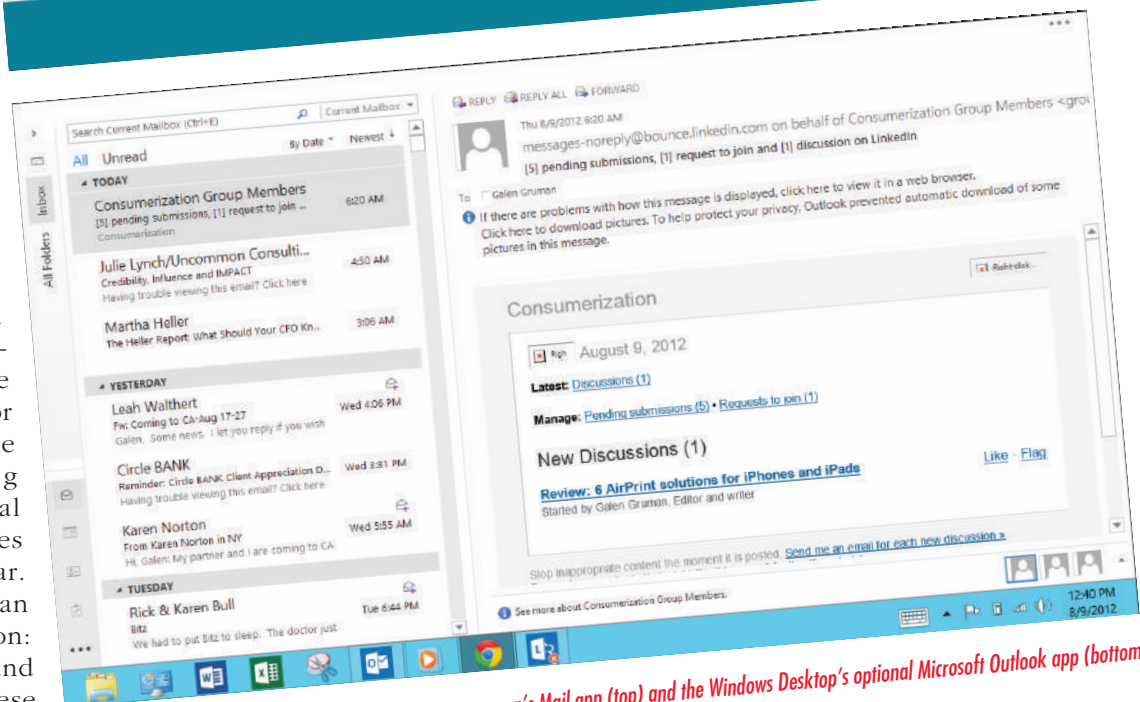 Search Current Mailbox (Ctrl+E)
Current Mailbox
All Unread
By Date Newest
TODAY
Consumerization Group Members
[5] pending submissions, [1] request to join ...
6:20 AM
Consumerization
Julie Lynch/Uncommon Consulti...
4:50 AM
Credibility, Influence and IMPACT
Having trouble viewing this email? Click here
Martha Heller
3:06 AM
The Heller Report: What Should Your CFO Kn...
YESTERDAY
Leah Walthert
Fw: Coming to CA-Aug 17-27
Wed 4:06 PM
Galen, Some news. I let you reply if you wish
Circle BANK
Reminder: Circle BANK Client Appreciation D...
Wed 3:31 PM
Having trouble viewing this email? Click here
Karen Norton
From Karen Norton in NY
Wed 5:55 AM
Hi, Galen: My partner and I are coming to CA
TUESDAY
Rick & Karen Bull
Bitz
Tue 6:44 PM
We had to put Bitz to sleep. The doctor just
Inbox
All Folders
REPLY REPLY ALL FORWARD
Thu 8/9/2012 6:20 AM
messages-noreply@bounce.linkedin.com on behalf of Consumerization Group Members <grou
[5] pending submissions, [1] request to join and [1] discussion on LinkedIn
To Galen Gruman
If there are problems with how this message is displayed, click here to view it in a web browser.
Click here to download pictures. To help protect your privacy, Outlook prevented automatic download of some
pictures in this message.
Right-click...
Consumerization
Righ August 9, 2012
Latest: Discussions (1)
Manage: Pending submissions (5) • Requests to join (1)
New Discussions (1)
Like · Flag
Review: 6 AirPrint solutions for iPhones and iPads
Started by Galen Gruman, Editor and writer
Stop inappropriate content the moment it is posted. Send me an email for each new discussion »
See more about Consumerization Group Members.
12:40 PM
8/9/2012
's Mail app (top) and the Windows Desktop's optional Microsoft Outlook app (bottom
e
or
e
g
al
es
ar.
an
on:
nd
ese